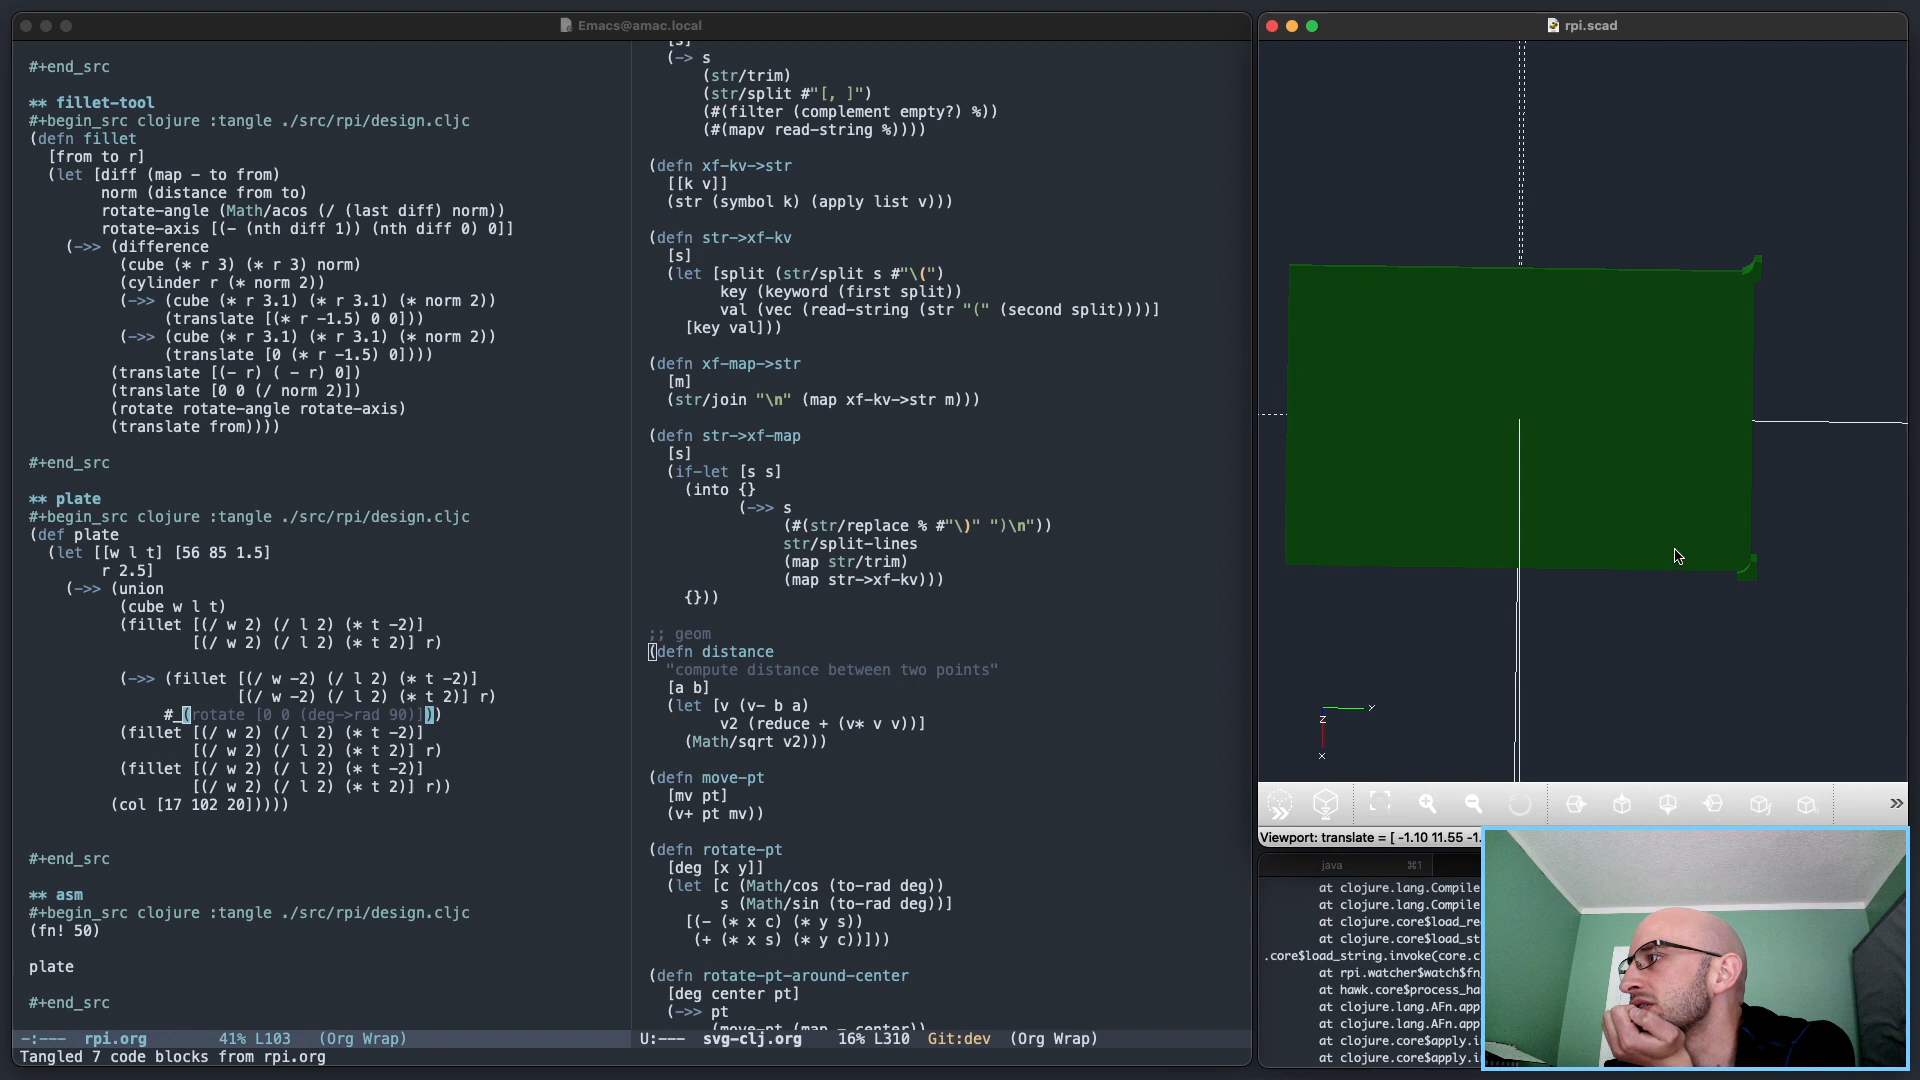 Emacs@amac.local
#+end_src
** fillet-tool
#+begin_src clojure :tangle ./src/rpi/design.cljc
(defn fillet
[from to r]
(let [diff (map - to from)
norm (distance from to)
rotate-angle (Math/acos (/ (last diff) norm))
rotate-axis [(- (nth diff 1)) (nth diff 0) 0]]
(->> (difference
(cube (* r 3) (* r 3) norm)
(cylinder r (* norm 2))
(->> (cube (* r 3.1) (* r 3.1) (* norm 2))
(translate [(* r -1.5) 0 0]))
(->> (cube (* r 3.1) (* r 3.1) (* norm 2))
(translate [0 (* r -1.5) 0])))
(translate [(- r) ( - r) 0])
(translate [0 0 (/ norm 2)])
(rotate rotate-angle rotate-axis)
(translate from))))
#+end_src
** plate
#+begin_src clojure :tangle ./src/rpi/design.cljc
(def plate
(let [[w l t] [56 85 1.5]
r 2.5]
(->> (union
(cube w l t)
(fillet [(/ w 2) (/ l 2) (* t -2)]
[(/ w 2) (/ l 2) (* t 2)] r)
(->> (fillet [(/ w -2) (/ l 2) (* t -2)]
[(/ w -2) (/ l 2) (* t 2)] r)
#_(rotate [0 0 (deg->rad 90)]))
(fillet [(/ w 2) (/ l 2) (* t -2)]
[(/ w 2) (/ l 2) (* t 2)] r)
(fillet [(/ w 2) (/ l 2) (* t -2)]
[(/ w 2) (/ l 2) (* t 2)] r))
(col [17 102 20]))))
#+end_src
** asm
#+begin_src clojure :tangle ./src/rpi/design.cljc
(fn! 50)
plate
#+end_src
-:--- rpi.org 41% L103 (Org Wrap)
Tangled 7 code blocks from rpi.org
[s]
(-> s
(str/trim)
(str/split #"[, ]")
(#(filter (complement empty?) %))
(#(mapv read-string %))))
(defn xf-kv->str
[[k v]]
(str (symbol k) (apply list v)))
(defn str->xf-kv
[s]
(let [split (str/split s #"\(")
key (keyword (first split))
val (vec (read-string (str "(" (second split))))]
[key val]))
(defn xf-map->str
[m]
(str/join "\n" (map xf-kv->str m)))
(defn str->xf-map
[s]
(if-let [s s]
(into {}
(->> s
(#(str/replace % #"\)" ")\n"))
str/split-lines
(map str/trim)
(map str->xf-kv)))
{}))
;; geom
(defn distance
"compute distance between two points"
[a b]
(let [v (v- b a)
v2 (reduce + (v* v v))]
(Math/sqrt v2)))
(defn move-pt
[mv pt]
(v+ pt mv))
(defn rotate-pt
[deg [x y]]
(let [c (Math/cos (to-rad deg))
s (Math/sin (to-rad deg))]
[(- (* x c) (* y s))
(+ (* x s) (* y c))]))
(defn rotate-pt-around-center
[deg center pt]
(->> pt
(move-pt (map - center))
U:--- svg-clj.org 16% L310 Git:dev (Org Wrap)
rpi.scad
Y
Z
X
Viewport: translate = [ -1.10 11.55 -1.
java ⌘1
at clojure.lang.Compile
at clojure.lang.Compile
at clojure.core$load_re
at clojure.core$load_st
.core$load_string.invoke(core.c
at rpi.watcher$watch$fn
at hawk.core$process_ha
at clojure.lang.AFn.app
at clojure.lang.AFn.app
at clojure.core$apply.i
at clojure.core$apply.i